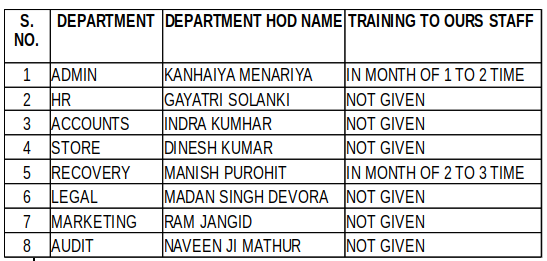 S. NO. DEPARTMENT DEPARTMENT HOD NAME TRAINING TO OURS STAFF
1 ADMIN KANHAIYA MENARIYA IN MONTH OF 1 TO 2 TIME
2 HR GAYATRI SOLANKI NOT GIVEN
3 ACCOUNTS INDRA KUMHAR NOT GIVEN
4 STORE DINESH KUMAR NOT GIVEN
5 RECOVERY MANISH PUROHIT IN MONTH OF 2 TO 3 TIME
6 LEGAL MADAN SINGH DEVORA NOT GIVEN
7 MARKETING RAM JANGID NOT GIVEN
8 AUDIT NAVEEN JI MATHUR NOT GIVEN